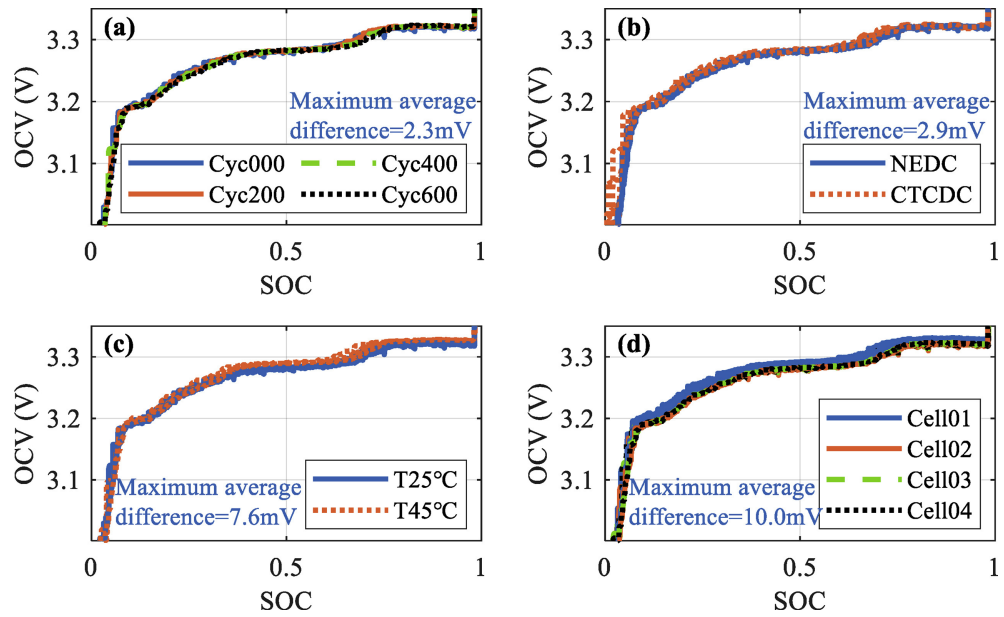 (a)
3.3
3.2
3.1
OCV (V)
Maximum average
difference=2.3mV
Cyc000
Cyc400
Cyc200
Cyc600
0
0.5
1
SOC
(b)
3.3
3.2
3.1
OCV (V)
Maximum average
difference=2.9mV
NEDC
CTCDC
0
0.5
1
SOC
(c)
3.3
3.2
3.1
OCV (V)
Maximum average
difference=7.6mV
T25℃
T45℃
0
0.5
1
SOC
(d)
3.3
3.2
3.1
OCV (V)
Maximum average
difference=10.0mV
Cell01
Cell02
Cell03
Cell04
0
0.5
1
SOC